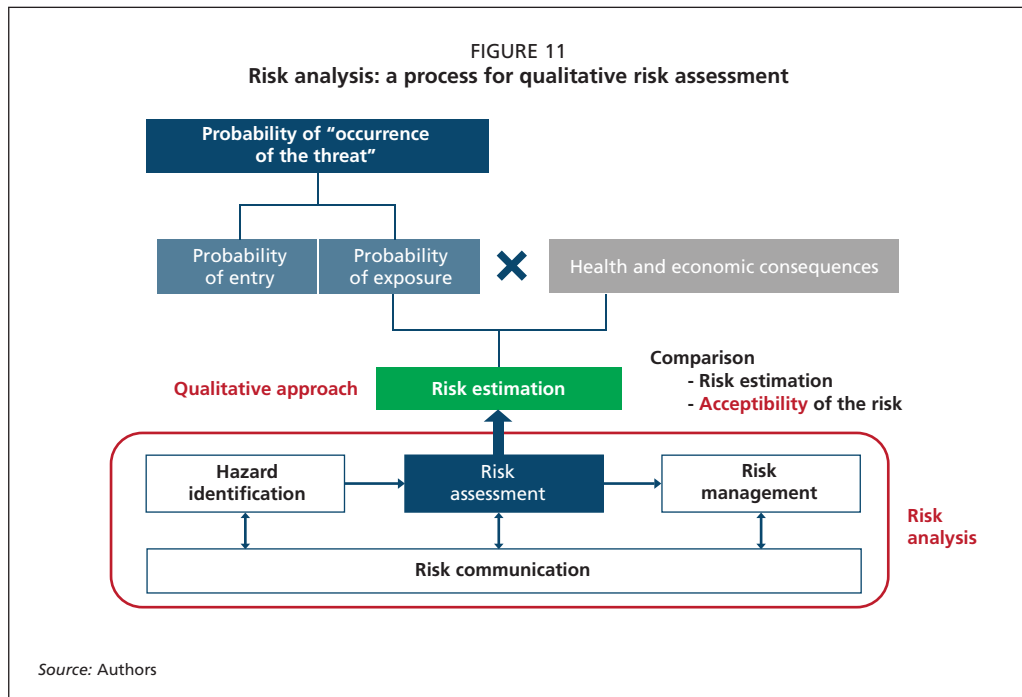 FIGURE 11
Risk analysis: a process for qualitative risk assessment
Probability of “occurrence
of the threat”
Probability
of entry
Probability
of exposure
Health and economic consequences
Qualitative approach
Risk estimation
Comparison
- Risk estimation
- Acceptibility of the risk
Hazard
identification
Risk
assessment
Risk
management
Risk
analysis
Risk communication
Source: Authors